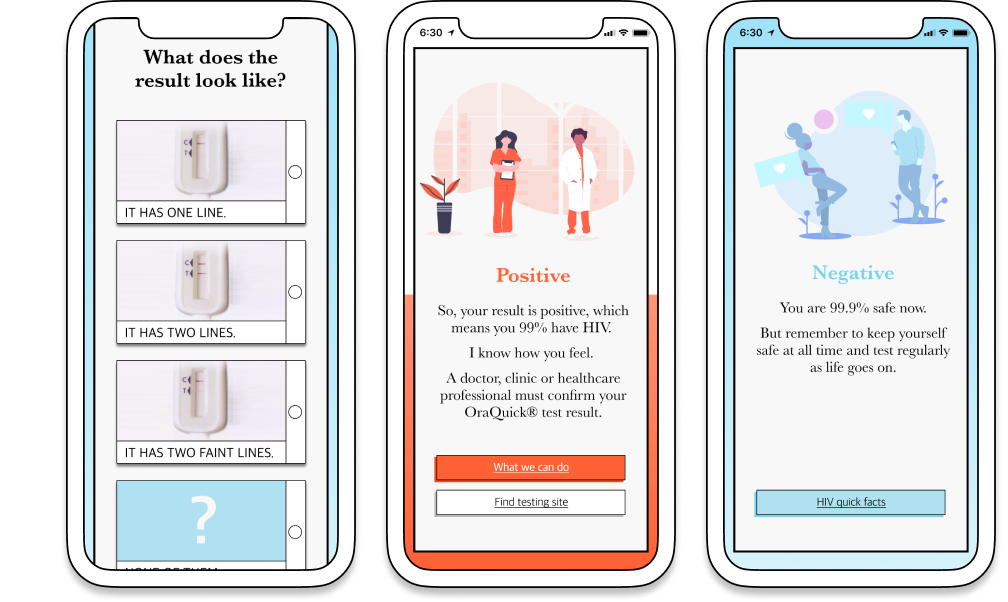 What does the
result look like?
C
T
IT HAS ONE LINE.
C
T
IT HAS TWO LINES.
C
T
IT HAS TWO FAINT LINES.
?
NONE OF THEM
6:30
Positive
So, your result is positive, which
means you 99% have HIV.
I know how you feel.
A doctor, clinic or healthcare
professional must confirm your
OraQuick® test result.
What we can do
Find testing site
6:30
Negative
You are 99.9% safe now.
But remember to keep yourself
safe at all time and test regularly
as life goes on.
HIV quick facts